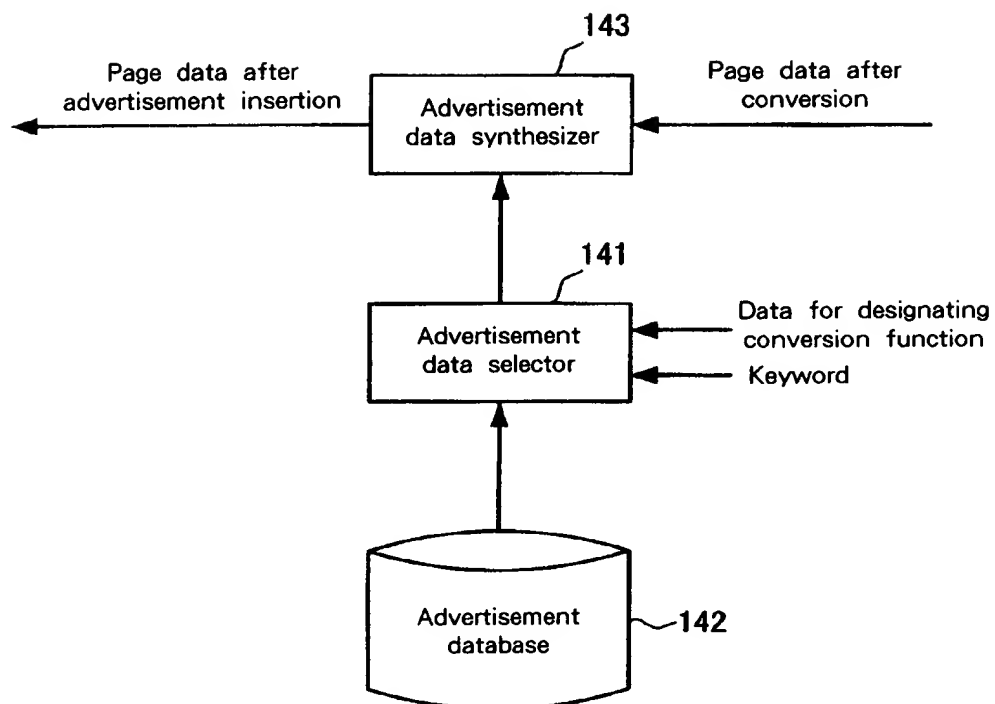 143
Page data after
advertisement insertion
Advertisement
data synthesizer
Page data after
conversion
141
Advertisement
data selector
Data for designating
conversion function
Keyword
Advertisement
database
142